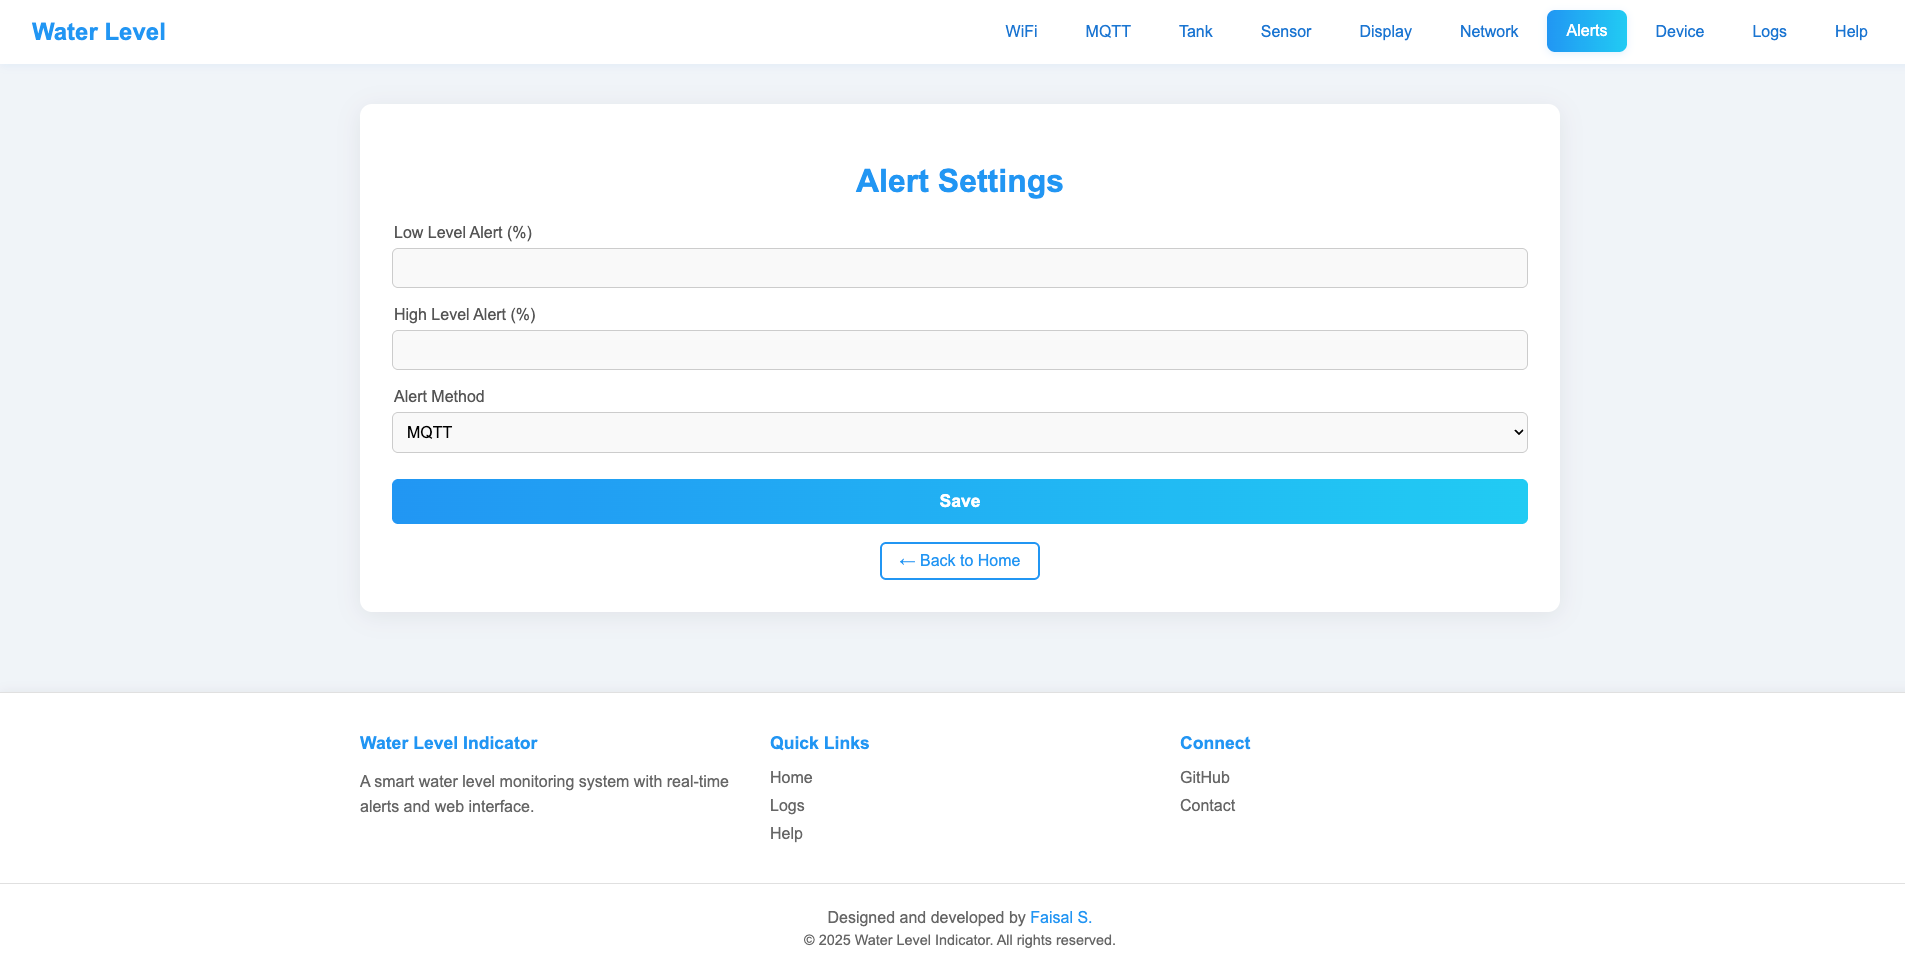 Water Level
WiFi MQTT Tank Sensor Display Network Alerts Device Logs Help
Alert Settings
Low Level Alert (%)
High Level Alert (%)
Alert Method
MQTT
Save
← Back to Home
Water Level Indicator
A smart water level monitoring system with real-time
alerts and web interface.
Quick Links
Home
Logs
Help
Connect
GitHub
Contact
Designed and developed by Faisal S.
© 2025 Water Level Indicator. All rights reserved.